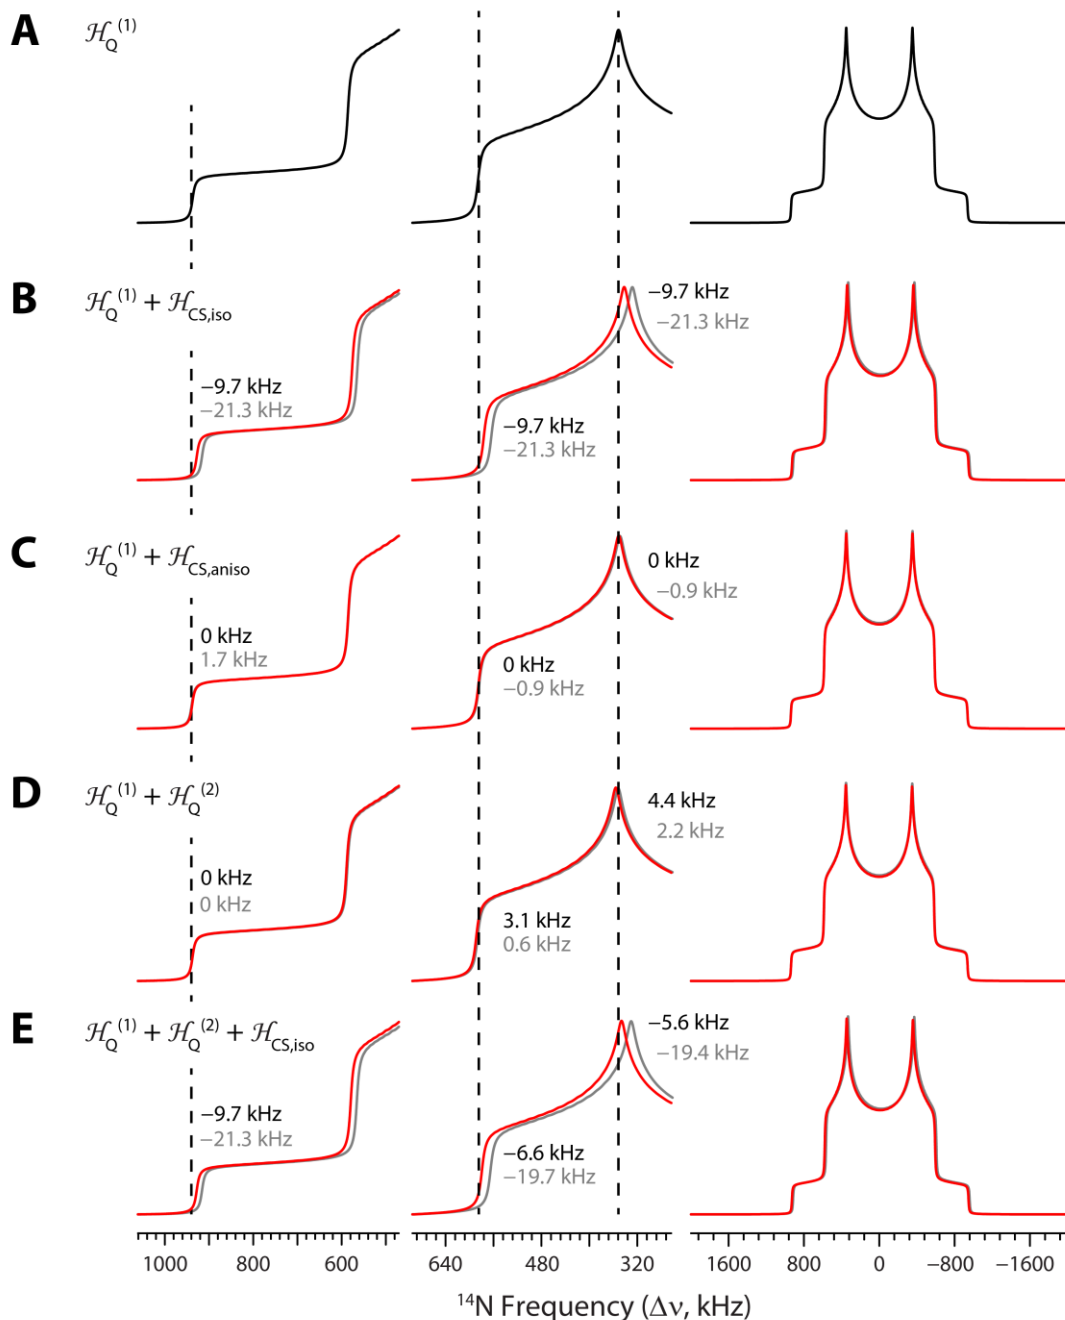 A ℋQ(1)
B ℋQ(1) + ℋCS,iso
−9.7 kHz
−21.3 kHz
−9.7 kHz
−21.3 kHz
−9.7 kHz
−21.3 kHz
C ℋQ(1) + ℋCS,aniso
0 kHz
−0.9 kHz
0 kHz
1.7 kHz
0 kHz
−0.9 kHz
D ℋQ(1) + ℋQ(2)
4.4 kHz
2.2 kHz
0 kHz
0 kHz
3.1 kHz
0.6 kHz
E ℋQ(1) + ℋQ(2) + ℋCS,iso
−5.6 kHz
−19.4 kHz
−9.7 kHz
−21.3 kHz
−6.6 kHz
−19.7 kHz
1000 800 600 640 480 320 1600 800 0 −800 −1600
14N Frequency (Δν, kHz)